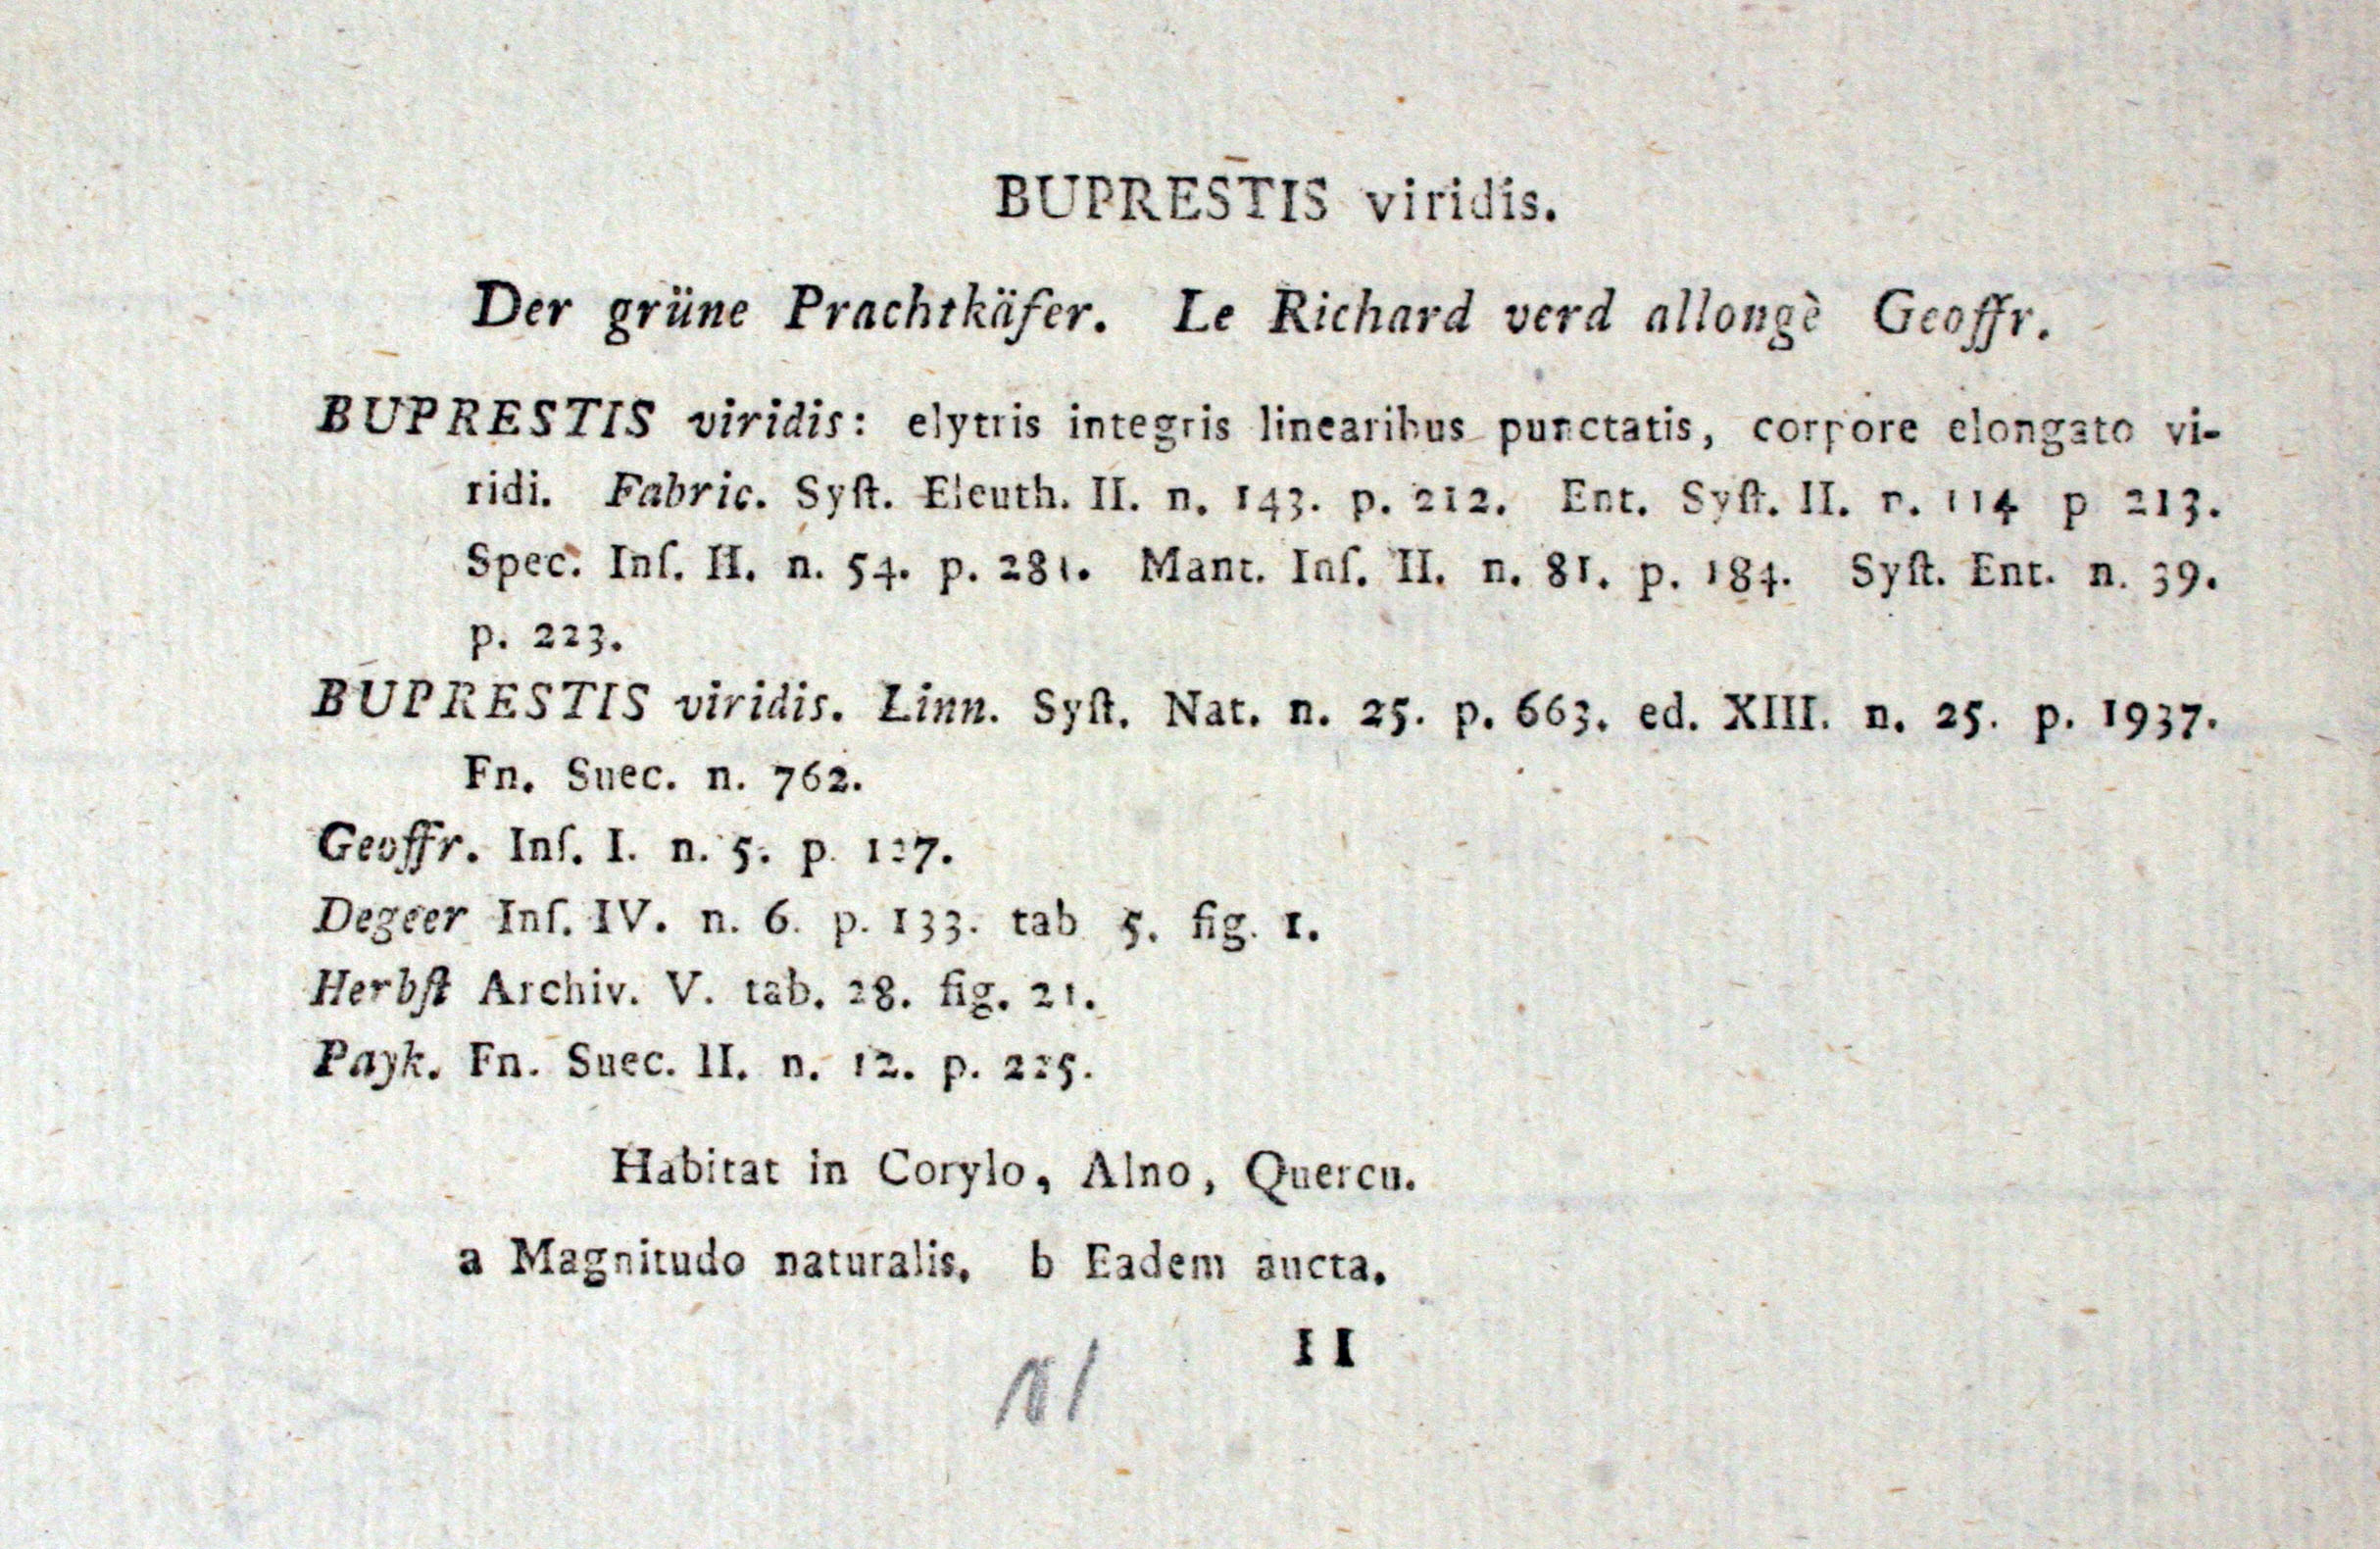 BUPRESTIS viridis.
Der grüne Prachtkäfer. Le Richard verd allongè Geoffr.
BUPRESTIS viridis: elytris integris linearibus punctatis, corpore elongato vi-
ridi. Fabric. Syſt. Eleuth. II. n. 143. p. 212. Ent. Syſt. II. n. 114 p 213.
Spec. Inſ. II. n. 54. p. 281. Mant. Inſ. II. n. 81. p. 184. Syſt. Ent. n. 39.
p. 223.
BUPRESTIS viridis. Linn. Syſt. Nat. n. 25. p. 663. ed. XIII. n. 25. p. 1937.
Fn. Suec. n. 762.
Geoffr. Inſ. I. n. 5. p. 127.
Degeer Inſ. IV. n. 6. p. 133. tab 5. fig. 1.
Herbſt Archiv. V. tab. 28. fig. 21.
Payk. Fn. Suec. II. n. 12. p. 225.
Habitat in Corylo, Alno, Quercu.
a Magnitudo naturalis. b Eadem aucta.
11